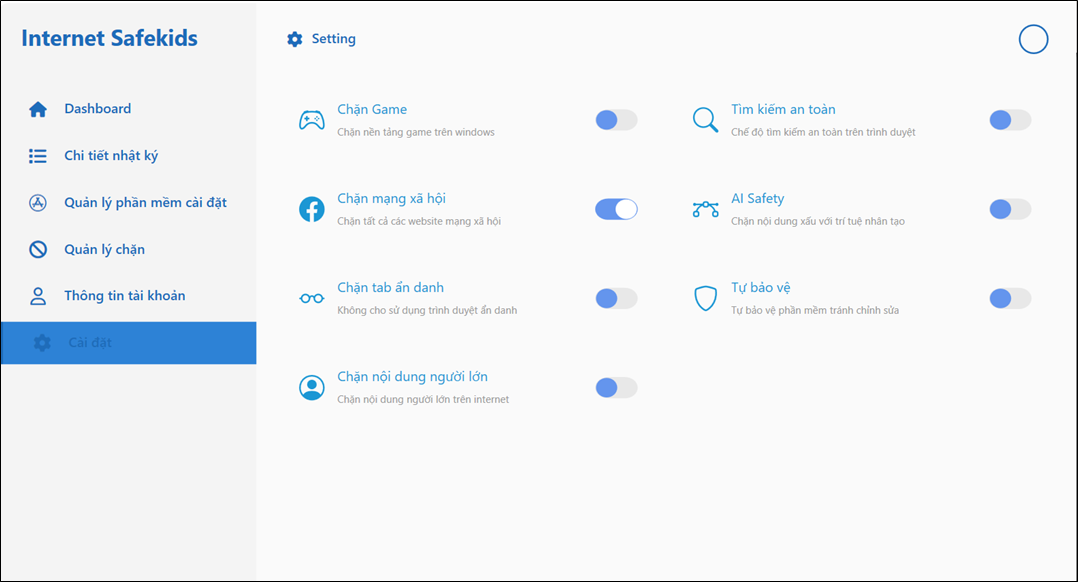 Internet Safekids
Dashboard
Chi tiết nhật ký
Quản lý phần mềm cài đặt
Quản lý chặn
Thông tin tài khoản
Cài đặt
Setting
Chặn Game
Chặn nền tảng game trên windows
Tìm kiếm an toàn
Chế độ tìm kiếm an toàn trên trình duyệt
Chặn mạng xã hội
Chặn tất cả các website mạng xã hội
AI Safety
Chặn nội dung xấu với trí tuệ nhân tạo
Chặn tab ẩn danh
Không cho sử dụng trình duyệt ẩn danh
Tự bảo vệ
Tự bảo vệ phần mềm tránh chỉnh sửa
Chặn nội dung người lớn
Chặn nội dung người lớn trên internet